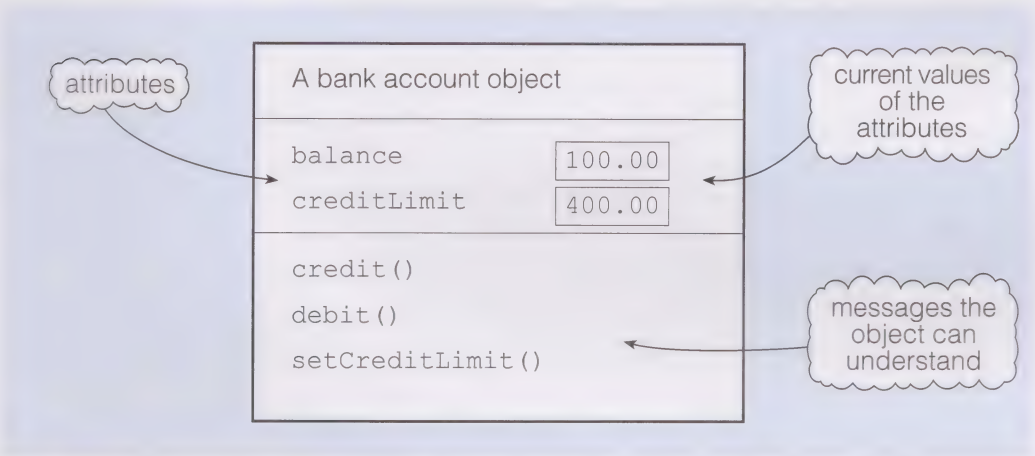 attributes
A bank account object
current values
of the
attributes
balance 100.00
creditLimit 400.00
credit()
debit()
setCreditLimit()
messages the
object can
understand